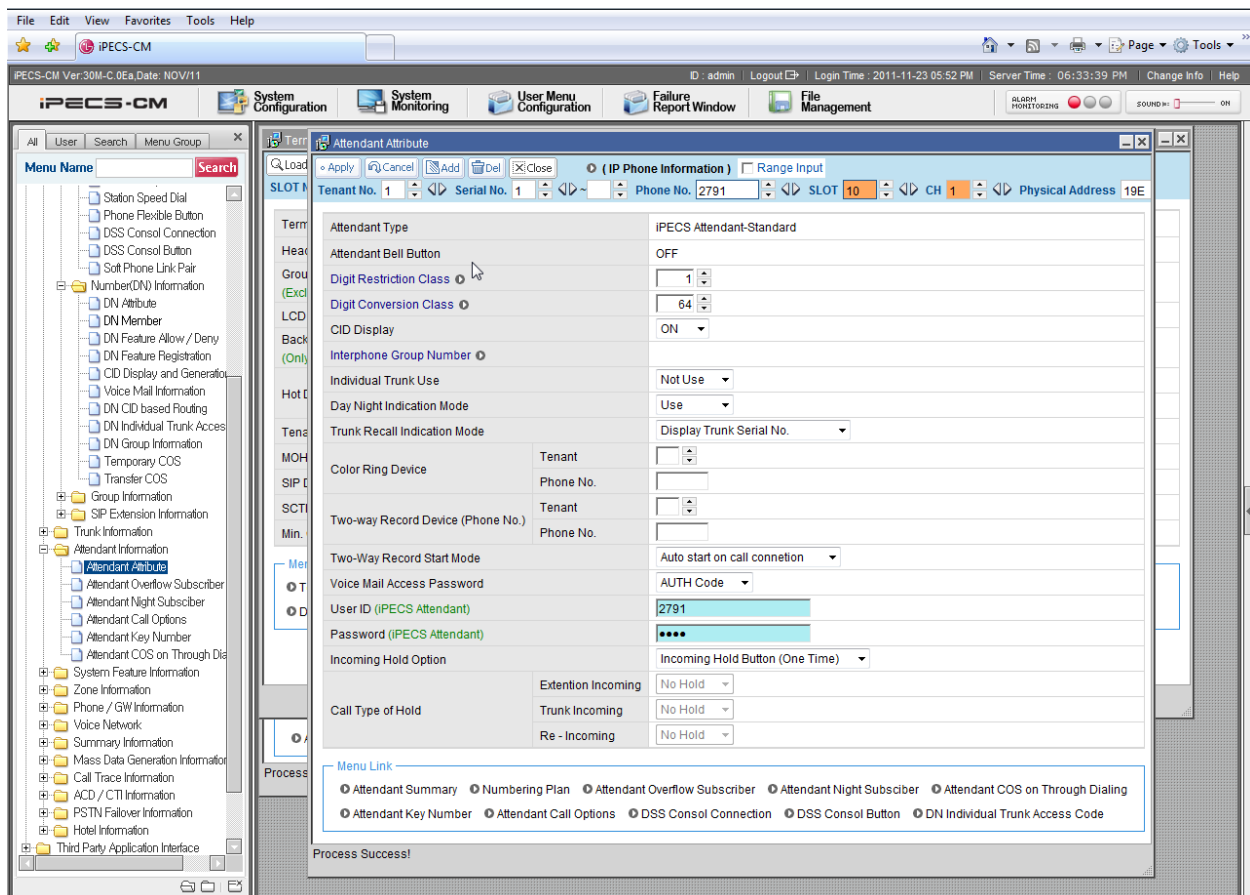 File Edit View Favorites Tools Help
iPECS-CM
Page Tools
iPECS-CM Ver:30M-C.0Ea,Date: NOV/11 ID : admin Logout Login Time : 2011-11-23 05:52 PM Server Time : 06:33:39 PM Change Info Help
iPECS-CM System Configuration System Monitoring User Menu Configuration Failure Report Window File Management ALARM MONITORING SOUND ON
All User Search Menu Group
Menu Name Search
Station Speed Dial
Phone Flexible Button
DSS Consol Connection
DSS Consol Button
Soft Phone Link Pair
Number(DN) Information
DN Attribute
DN Member
DN Feature Allow / Deny
DN Feature Registration
CID Display and Generation
Voice Mail Information
DN CID based Routing
DN Individual Trunk Acces
DN Group Information
Temporary COS
Transfer COS
Group Information
SIP Extension Information
Trunk Information
Attendant Information
Attendant Attribute
Attendant Overflow Subscriber
Attendant Night Subsciber
Attendant Call Options
Attendant Key Number
Attendant COS on Through Dia
System Feature Information
Zone Information
Phone / GW Information
Voice Network
Summary Information
Mass Data Generation Information
Call Trace Information
ACD / CTI Information
PSTN Failover Information
Hotel Information
Third Party Application Interface
Term
Load
SLOT N
Term
Head
Grou
(Excl
LCD
Back
(Only
Hot D
Tena
MOH
SIP D
SCTI
Min.
Men
T
D
A
Process
Attendant Attribute
Apply Cancel Add Del Close ( IP Phone Information ) Range Input
Tenant No. 1 Serial No. 1 ~ Phone No. 2791 SLOT 10 CH 1 Physical Address 19E
Attendant Type iPECS Attendant-Standard
Attendant Bell Button OFF
Digit Restriction Class 1
Digit Conversion Class 64
CID Display ON
Interphone Group Number
Individual Trunk Use Not Use
Day Night Indication Mode Use
Trunk Recall Indication Mode Display Trunk Serial No.
Color Ring Device Tenant
Phone No.
Two-way Record Device (Phone No.) Tenant
Phone No.
Two-Way Record Start Mode Auto start on call connetion
Voice Mail Access Password AUTH Code
User ID (iPECS Attendant) 2791
Password (iPECS Attendant) ••••
Incoming Hold Option Incoming Hold Button (One Time)
Call Type of Hold Extention Incoming No Hold
Trunk Incoming No Hold
Re - Incoming No Hold
Menu Link
Attendant Summary Numbering Plan Attendant Overflow Subscriber Attendant Night Subsciber Attendant COS on Through Dialing
Attendant Key Number Attendant Call Options DSS Consol Connection DSS Consol Button DN Individual Trunk Access Code
Process Success!